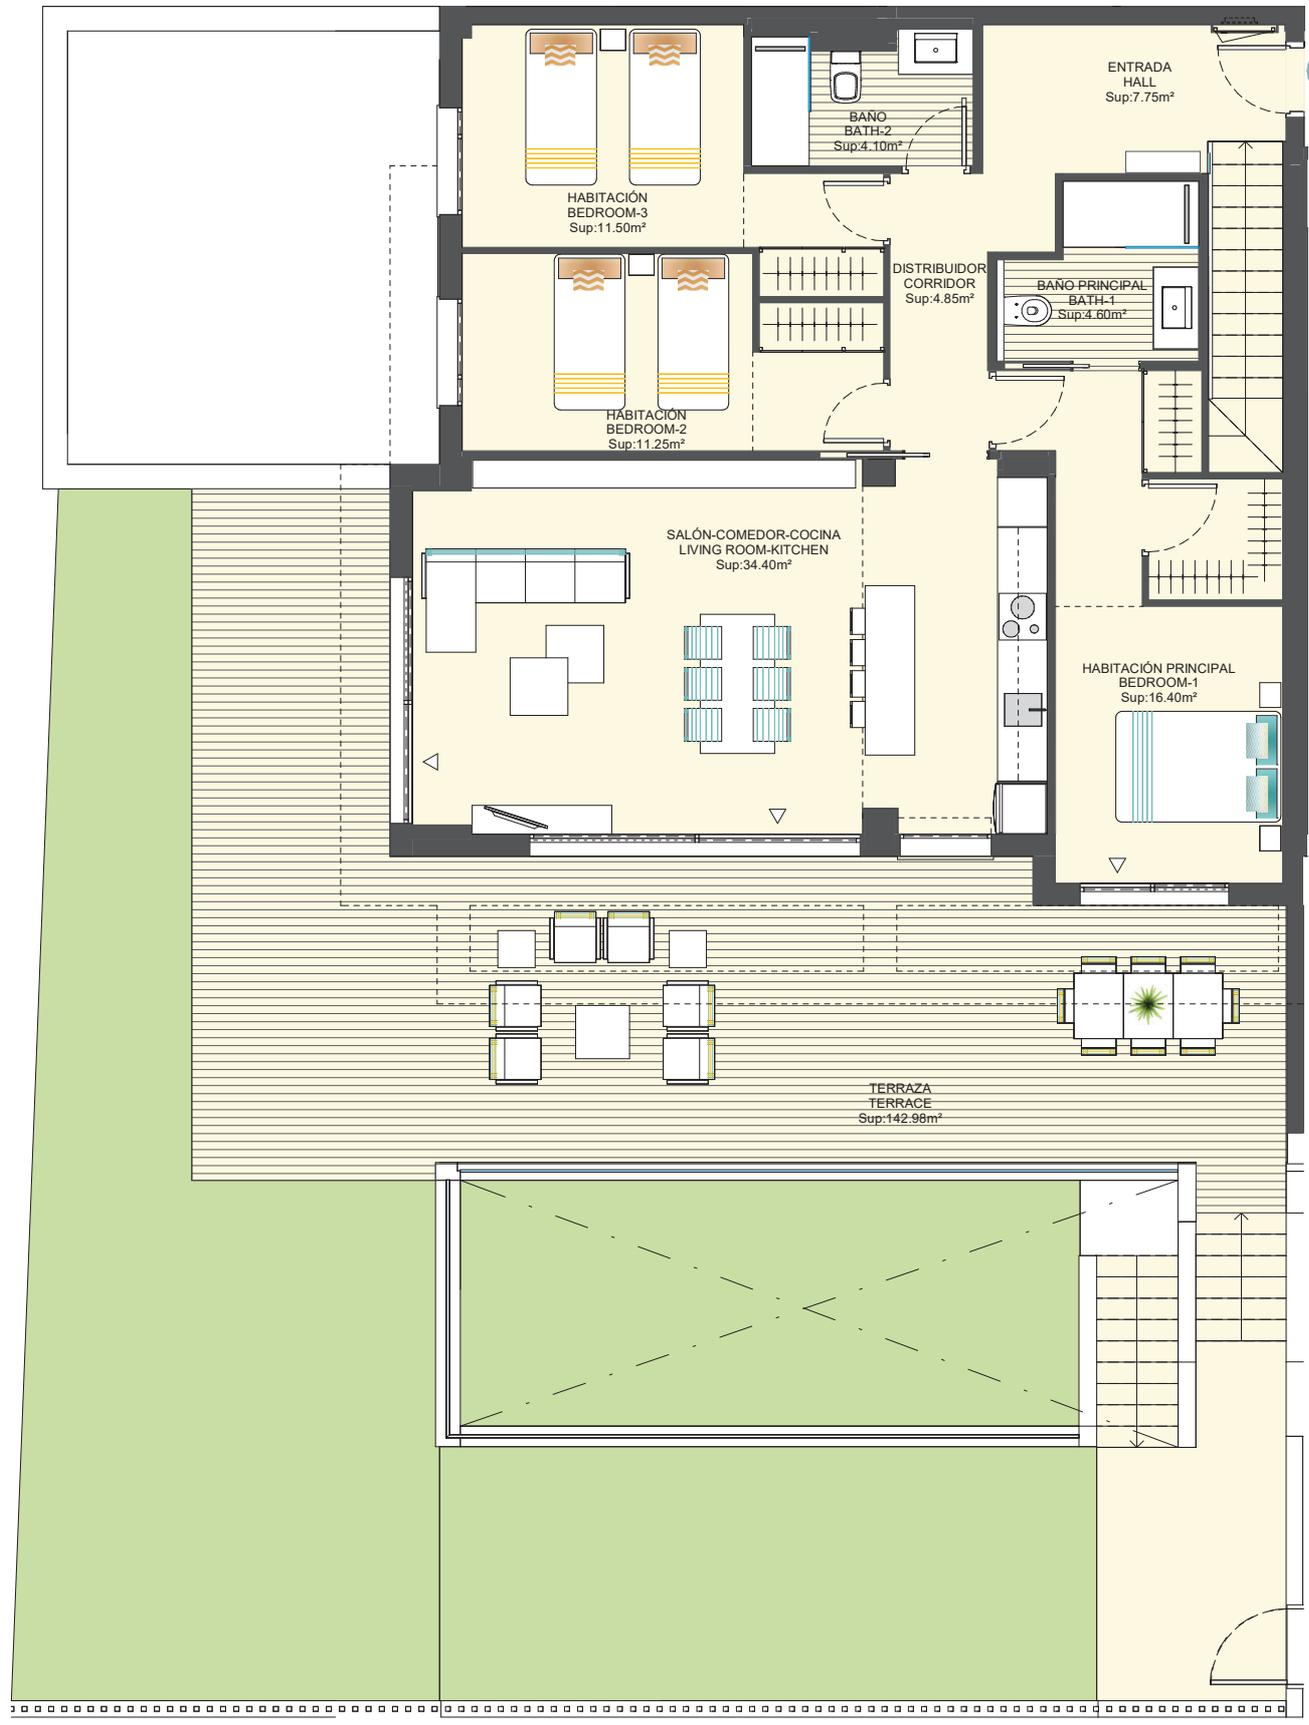 ENTRADA
HALL
Sup:7.75m²
BAÑO
BATH-2
Sup:4.10m²
HABITACIÓN
BEDROOM-3
Sup:11.50m²
DISTRIBUIDOR
CORRIDOR
Sup:4.85m²
BAÑO PRINCIPAL
BATH-1
Sup:4.60m²
HABITACIÓN
BEDROOM-2
Sup:11.25m²
SALÓN-COMEDOR-COCINA
LIVING ROOM-KITCHEN
Sup:34.40m²
HABITACIÓN PRINCIPAL
BEDROOM-1
Sup:16.40m²
TERRAZA
TERRACE
Sup:142.98m²